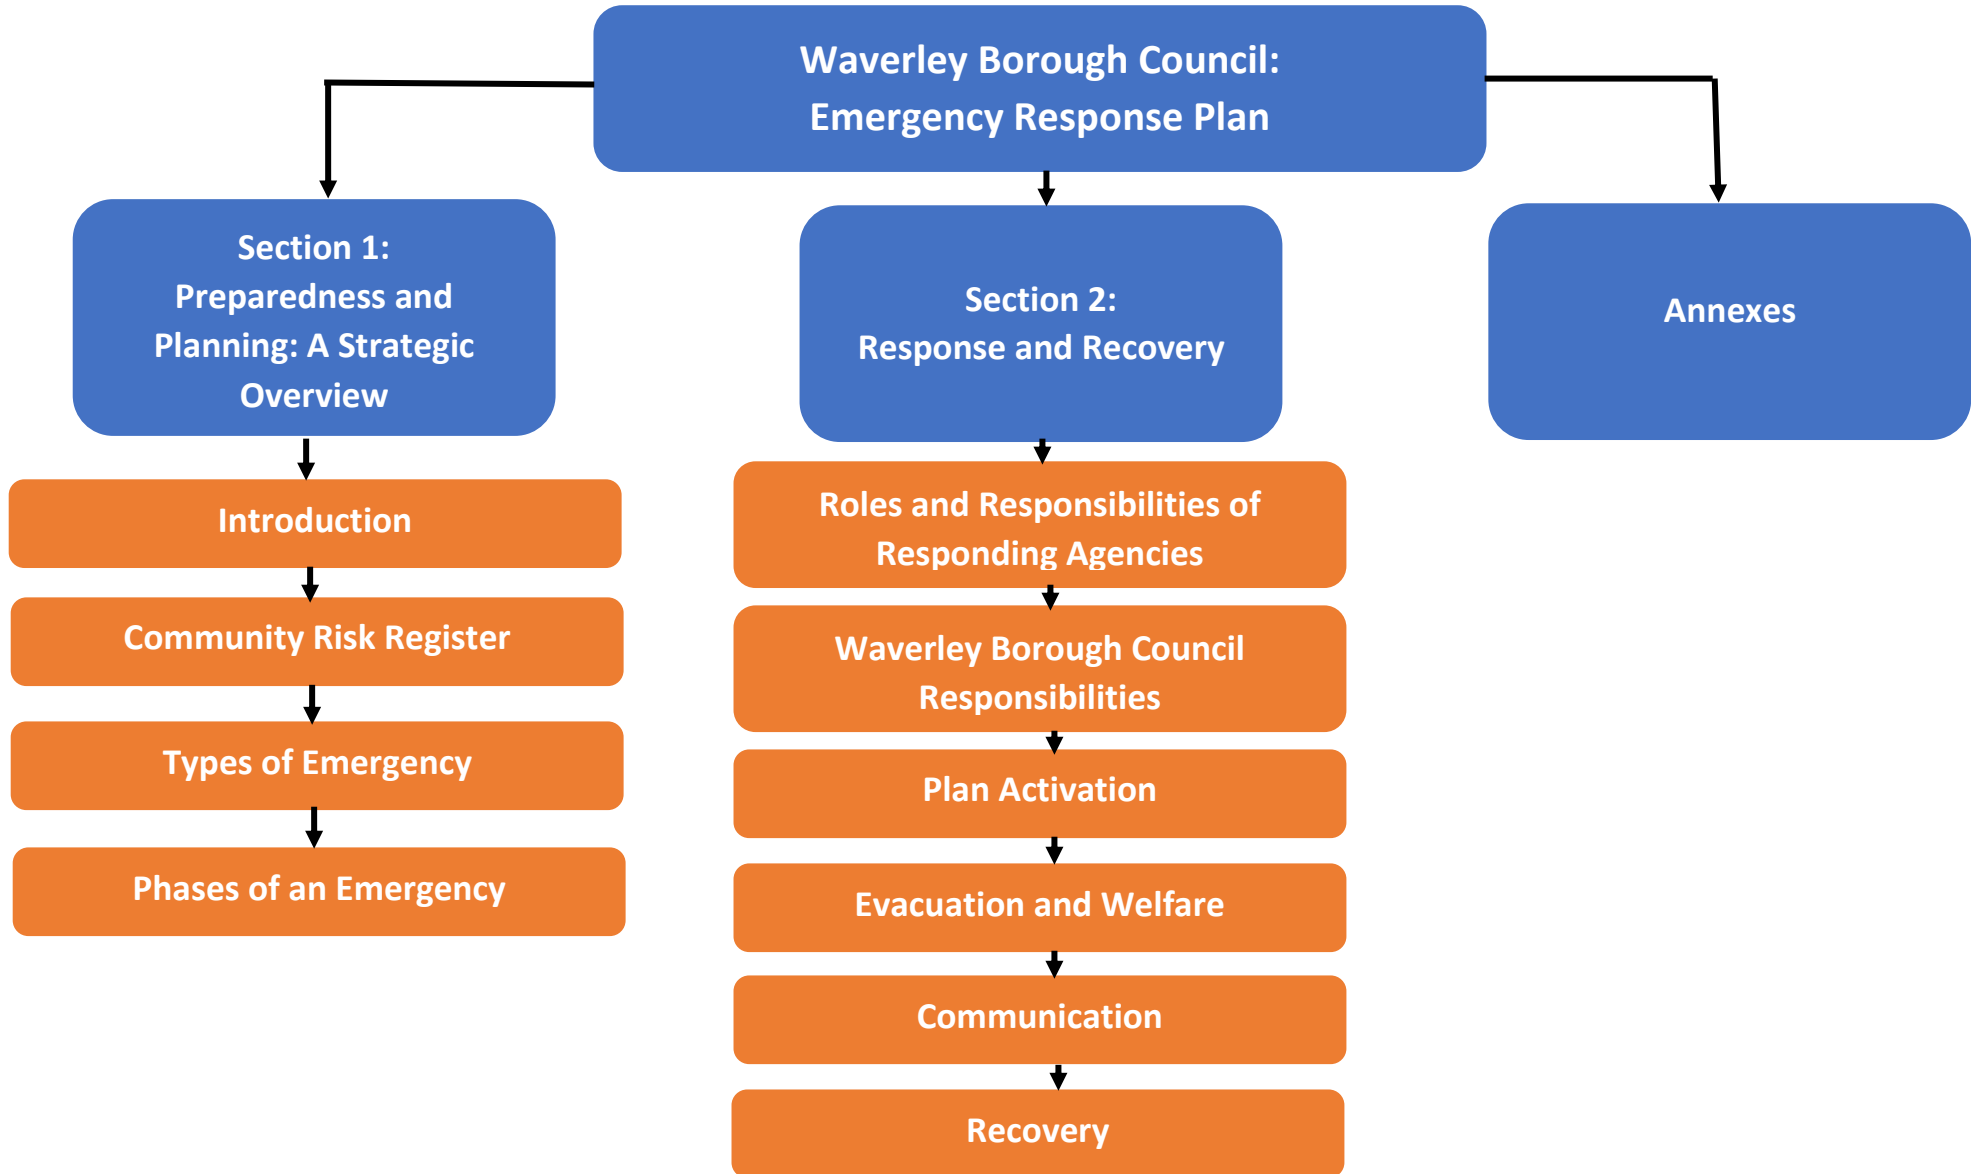 Waverley Borough Council:
Emergency Response Plan
Section 1:
Preparedness and
Planning: A Strategic
Overview
Introduction
Community Risk Register
Types of Emergency
Phases of an Emergency
Section 2:
Response and Recovery
Roles and Responsibilities of
Responding Agencies
Waverley Borough Council
Responsibilities
Plan Activation
Evacuation and Welfare
Communication
Recovery
Annexes